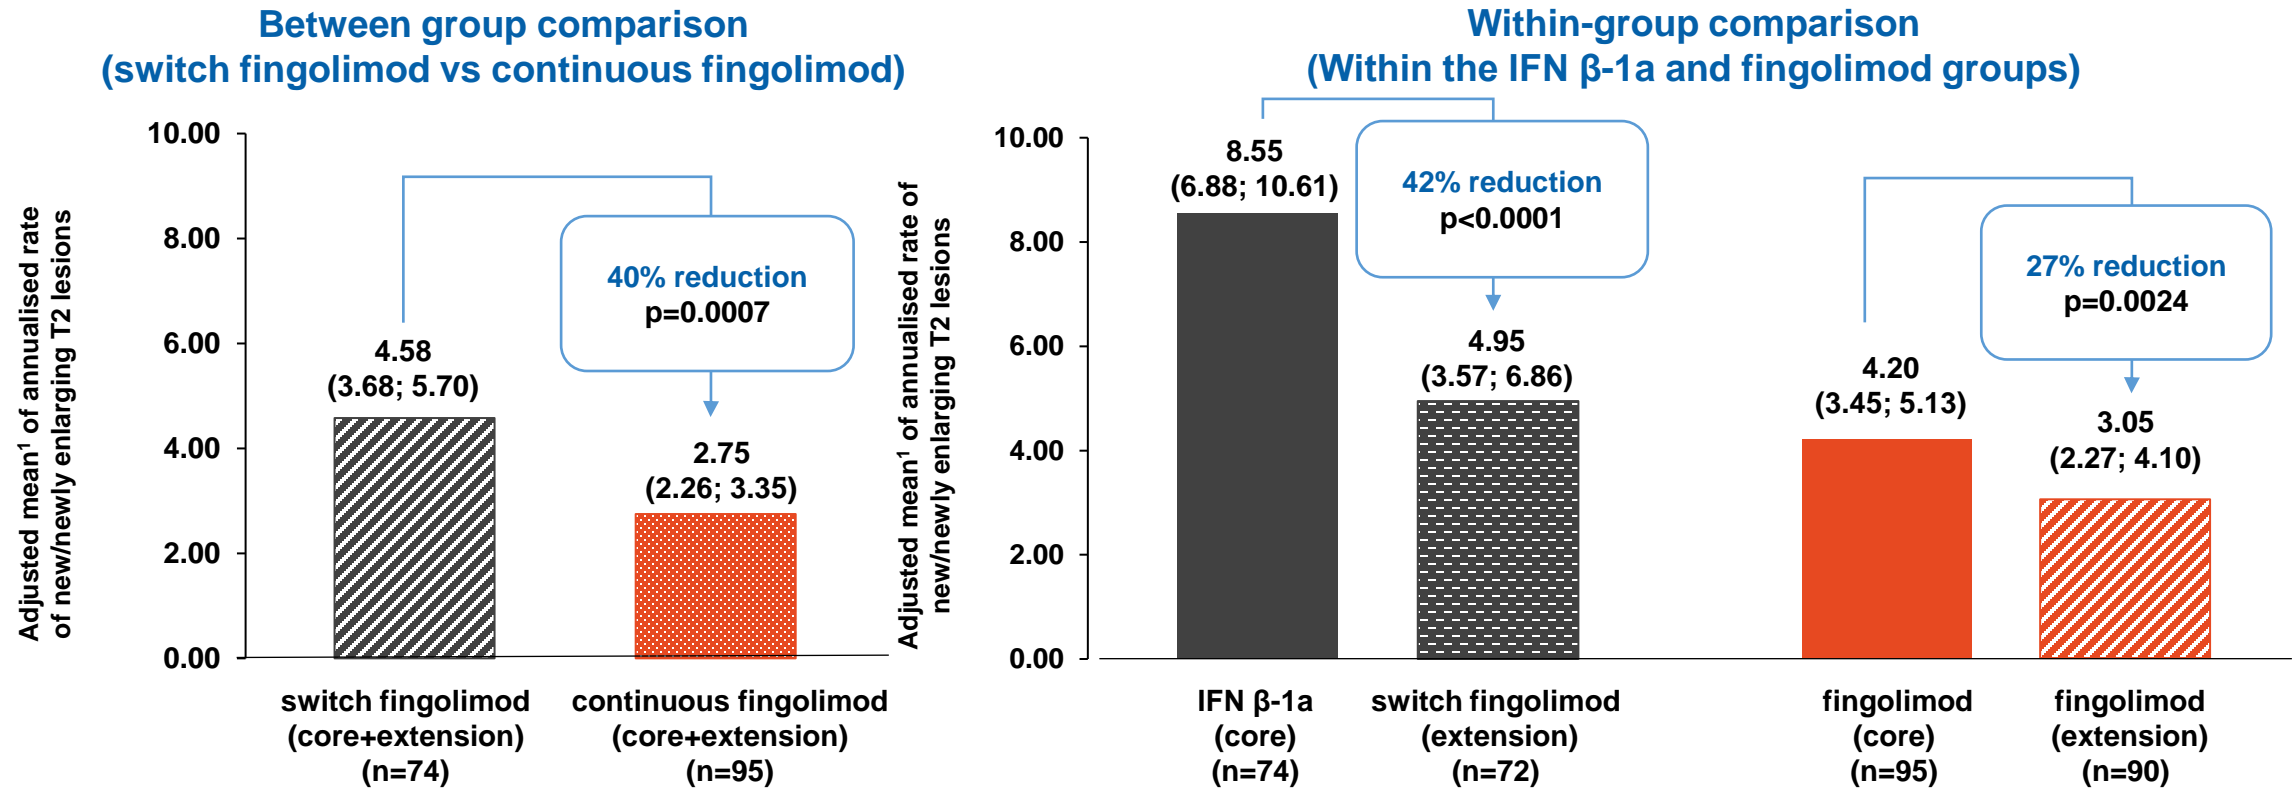 Between group comparison
(switch fingolimod vs continuous fingolimod)
Adjusted mean¹ of annualised rate
of new/newly enlarging T2 lesions
10.00
8.00
6.00
4.00
2.00
0.00
40% reduction
p=0.0007
4.58
(3.68; 5.70)
2.75
(2.26; 3.35)
switch fingolimod
(core+extension)
(n=74)
continuous fingolimod
(core+extension)
(n=95)
Within-group comparison
(Within the IFN β-1a and fingolimod groups)
Adjusted mean¹ of annualised rate of
new/newly enlarging T2 lesions
10.00
8.00
6.00
4.00
2.00
0.00
8.55
(6.88; 10.61)
42% reduction
p<0.0001
4.95
(3.57; 6.86)
27% reduction
p=0.0024
4.20
(3.45; 5.13)
3.05
(2.27; 4.10)
IFN β-1a
(core)
(n=74)
switch fingolimod
(extension)
(n=72)
fingolimod
(core)
(n=95)
fingolimod
(extension)
(n=90)